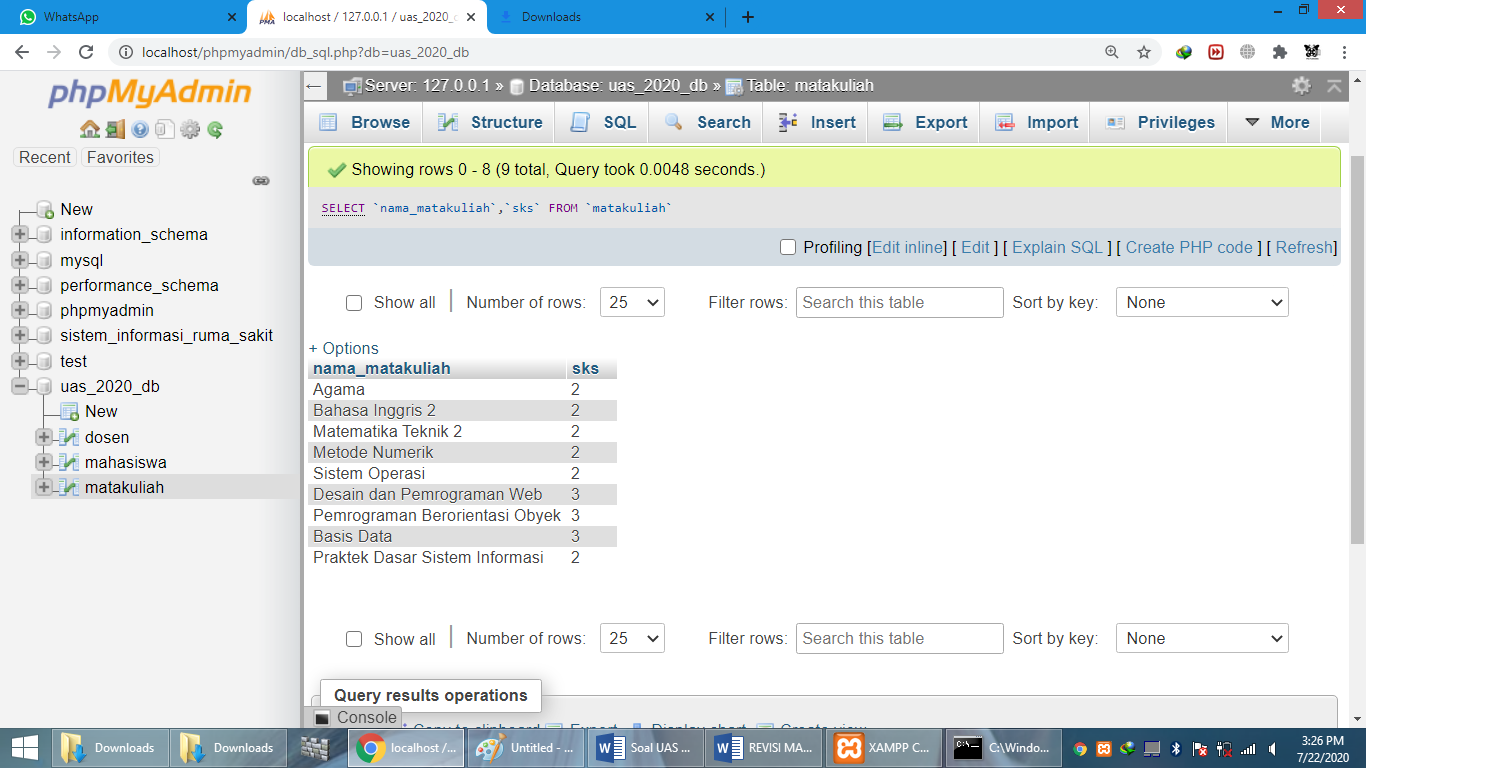 WhatsApp
localhost / 127.0.0.1 / uas_2020_
Downloads
localhost/phpmyadmin/db_sql.php?db=uas_2020_db
phpMyAdmin
Recent Favorites
New
information_schema
mysql
performance_schema
phpmyadmin
sistem_informasi_ruma_sakit
test
uas_2020_db
New
dosen
mahasiswa
matakuliah
Server: 127.0.0.1 » Database: uas_2020_db » Table: matakuliah
Browse Structure SQL Search Insert Export Import Privileges More
Showing rows 0 - 8 (9 total, Query took 0.0048 seconds.)
SELECT `nama_matakuliah`,`sks` FROM `matakuliah`
Profiling [Edit inline] [ Edit ] [ Explain SQL ] [ Create PHP code ] [ Refresh]
Show all Number of rows: 25 Filter rows: Search this table Sort by key: None
+ Options
nama_matakuliah sks
Agama 2
Bahasa Inggris 2 2
Matematika Teknik 2 2
Metode Numerik 2
Sistem Operasi 2
Desain dan Pemrograman Web 3
Pemrograman Berorientasi Obyek 3
Basis Data 3
Praktek Dasar Sistem Informasi 2
Show all Number of rows: 25 Filter rows: Search this table Sort by key: None
Query results operations
Console
Copy to clipboard Export Display chart Create view
Downloads
Downloads
localhost /...
Untitled - ...
Soal UAS ...
REVISI MA...
XAMPP C...
C:\Windo...
3:26 PM
7/22/2020